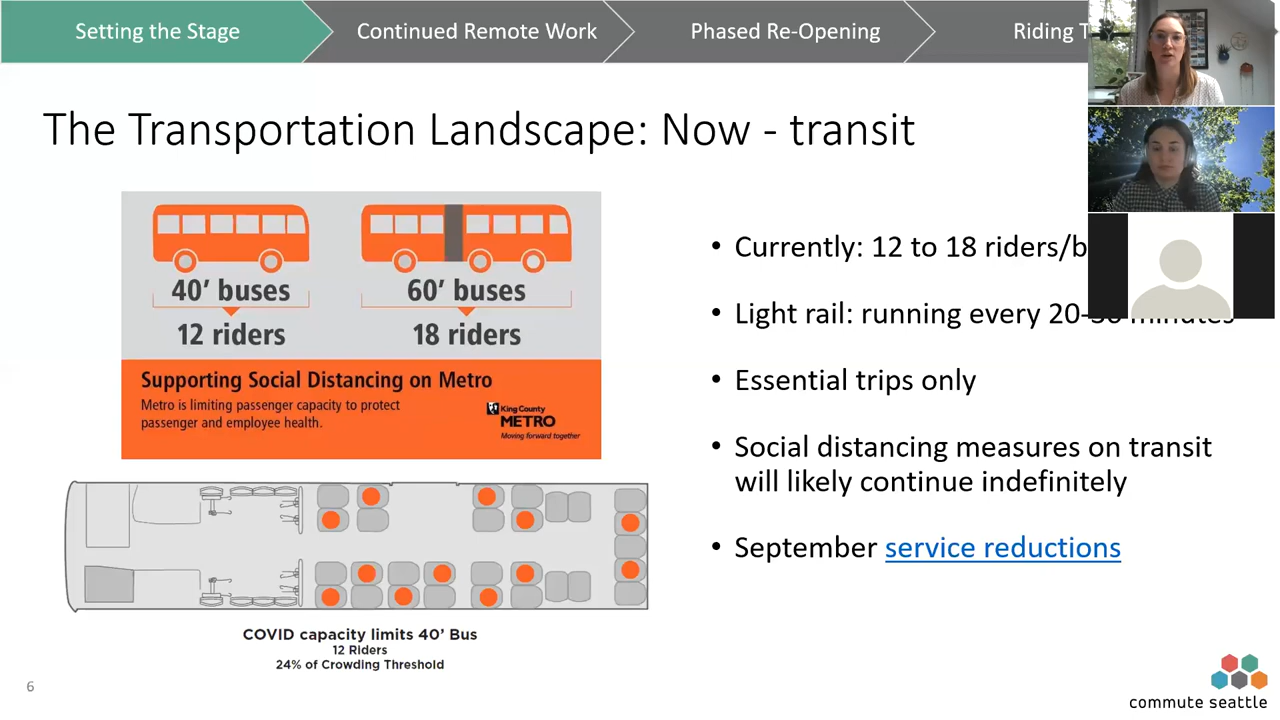 Setting the Stage
Continued Remote Work
Phased Re-Opening
Riding
The Transportation Landscape: Now - transit
40' buses
12 riders
60' buses
18 riders
Supporting Social Distancing on Metro
Metro is limiting passenger capacity to protect
passenger and employee health.
King County
METRO
Moving forward together
COVID capacity limits 40' Bus
12 Riders
24% of Crowding Threshold
• Currently: 12 to 18 riders/b
• Light rail: running every 20-30 minutes
• Essential trips only
• Social distancing measures on transit
will likely continue indefinitely
• September service reductions
6
commute seattle